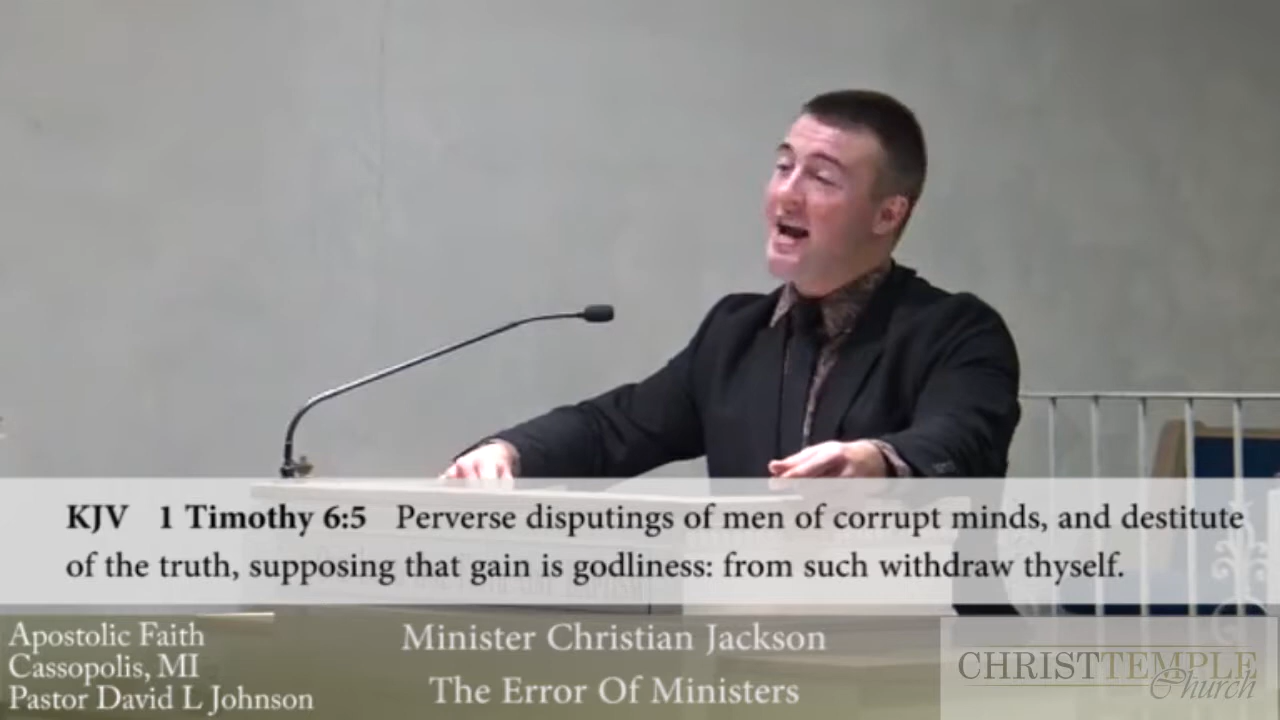 KJV 1 Timothy 6:5 Perverse disputings of men of corrupt minds, and destitute
of the truth, supposing that gain is godliness: from such withdraw thyself.
Apostolic Faith
Cassopolis, MI
Pastor David L Johnson
Minister Christian Jackson
The Error Of Ministers
CHRISTTEMPLE
Church